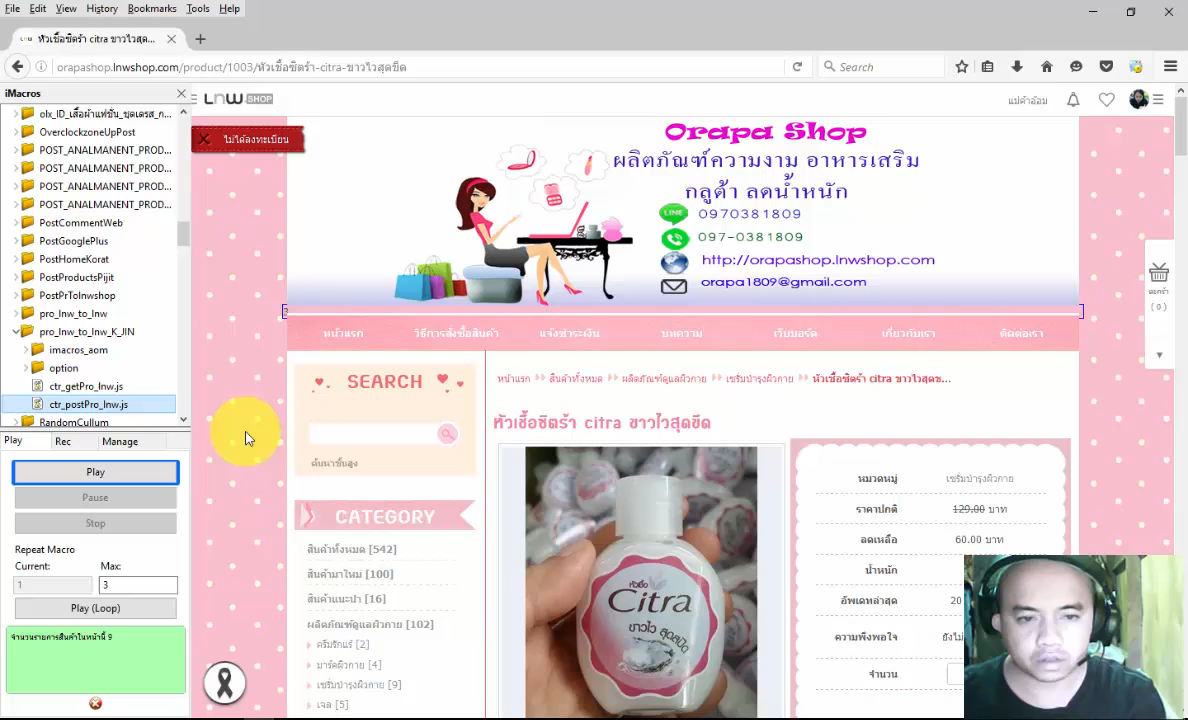 File Edit View History Bookmarks Tools Help
หัวเชื้อซิตร้า citra ขาวไวสุด...
orapashop.lnwshop.com/product/1003/หัวเชื้อซิตร้า-citra-ขาวไวสุดขีด
Search
iMacros
olx_ID_เสื้อผ้าแฟชั่น_ชุดเดรส_ก...
OverclockzoneUpPost
POST_ANALMANENT_PROD...
POST_ANALMANENT_PROD...
POST_ANALMANENT_PROD...
POST_ANALMANENT_PROD...
PostCommentWeb
PostGooglePlus
PostHomeKorat
PostProductsPijit
PostPrTolnwshop
pro_lnw_to_lnw
pro_lnw_to_lnw_K_JIN
imacros_aom
option
ctr_getPro_lnw.js
ctr_postPro_lnw.js
RandomCullum
Play Rec Manage
Play
Pause
Stop
Repeat Macro
Current: Max:
1 3
Play (Loop)
จำนวนรายการสินค้าในหน้านี้ 9
LnW SHOP
แม่ค้าอ้อม
ไม่ได้ลงทะเบียน
Orapa Shop
ผลิตภัณฑ์ความงาม อาหารเสริม
กลูต้า ลดน้ำหนัก
LINE 0970381809
097-0381809
http://orapashop.lnwshop.com
orapa1809@gmail.com
ตะกร้า
(0)
หน้าแรก วิธีการสั่งซื้อสินค้า แจ้งชำระเงิน บทความ เว็บบอร์ด เกี่ยวกับเรา ติดต่อเรา
SEARCH
ค้นหาขั้นสูง
CATEGORY
สินค้าทั้งหมด [542]
สินค้ามาใหม่ [100]
สินค้าแนะนำ [16]
ผลิตภัณฑ์ดูแลผิวกาย [102]
ครีมรักแร้ [2]
มาร์คผิวกาย [4]
เซรั่มบำรุงผิวกาย [9]
เจล [5]
หน้าแรก สินค้าทั้งหมด ผลิตภัณฑ์ดูแลผิวกาย เซรั่มบำรุงผิวกาย หัวเชื้อซิตร้า citra ขาวไวสุดข...
หัวเชื้อซิตร้า citra ขาวไวสุดขีด
หัวเชื้อ
Citra
ขาวไว สุดขีด
หมวดหมู่ เซรั่มบำรุงผิวกาย
ราคาปกติ 129.00 บาท
ลดเหลือ 60.00 บาท
น้ำหนัก
อัพเดทล่าสุด 20
ความพึงพอใจ ยังไม่
จำนวน